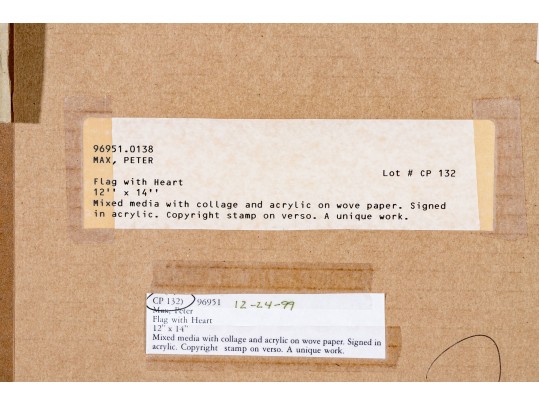 96951.0138
MAX, PETER
Lot # CP 132
Flag with Heart
12'' x 14''
Mixed media with collage and acrylic on wove paper. Signed
in acrylic. Copyright stamp on verso. A unique work.
CP 132) 96951 12-24-99
Max, Peter
Flag with Heart
12" x 14"
Mixed media with collage and acrylic on wove paper. Signed in
acrylic. Copyright stamp on verso. A unique work.